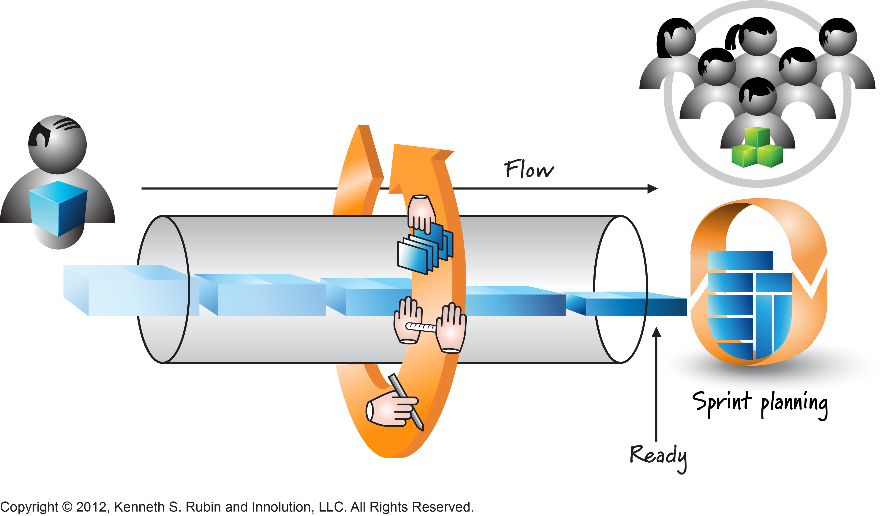 Flow
Sprint planning
Ready
Copyright © 2012, Kenneth S. Rubin and Innolution, LLC. All Rights Reserved.